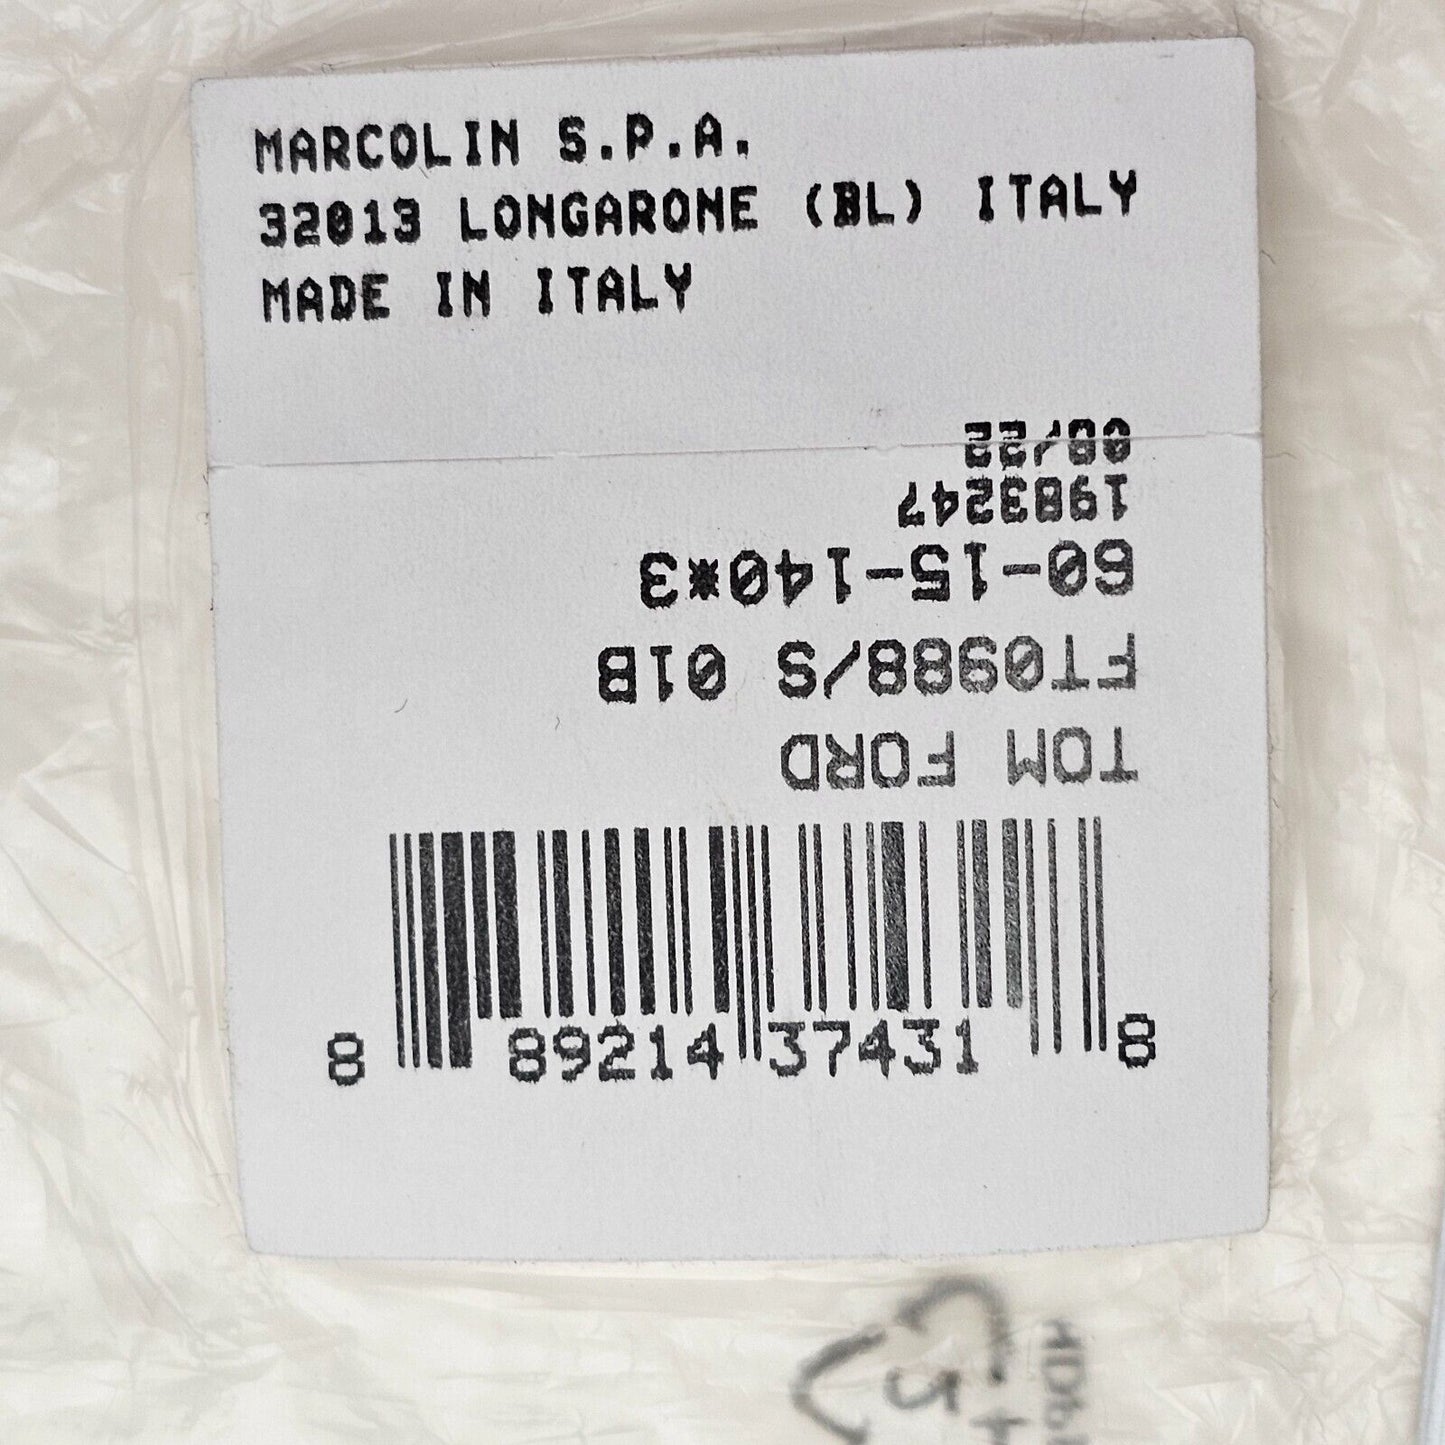 MARCOLIN S.P.A.
32013 LONGARONE (BL) ITALY
MADE IN ITALY
TOM FORD
FT0988/S 01B
60-15-140*3
1983247
08/22
8 89214 37431 8